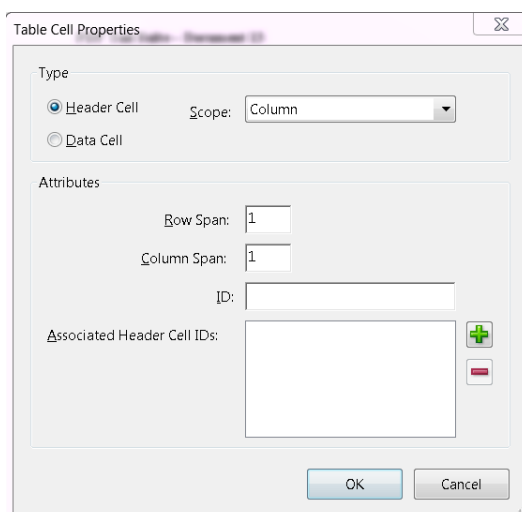 Table Cell Properties
Type
Header Cell
Scope:
Column
Data Cell
Attributes
Row Span:
1
Column Span:
1
ID:
Associated Header Cell IDs:
OK
Cancel